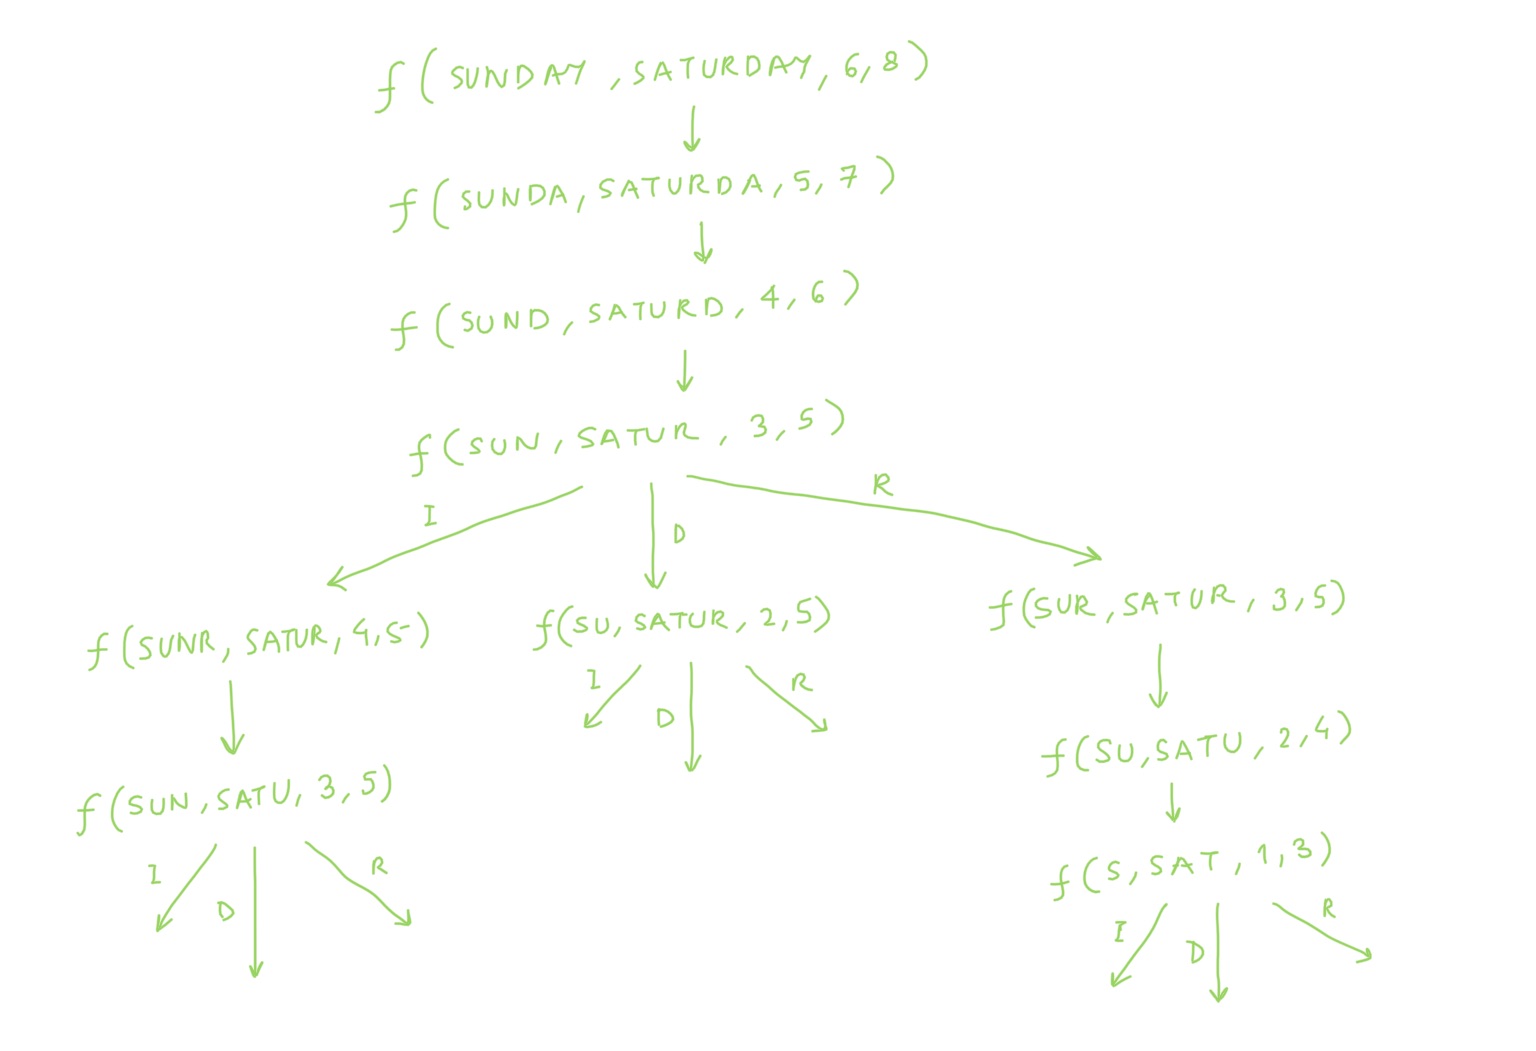 f(SUNDAY, SATURDAY, 6,8)
f(SUNDA, SATURDA, 5,7)
f(SUND, SATURD, 4,6)
f(SUN, SATUR, 3,5)
I
D
R
f(SUNR, SATUR, 4,5)
f(SU, SATUR, 2,5)
f(SUR, SATUR, 3,5)
I
D
R
f(SU, SATU, 2,4)
f(SUN, SATU, 3,5)
f(S, SAT, 1,3)
I
D
R
I
D
R